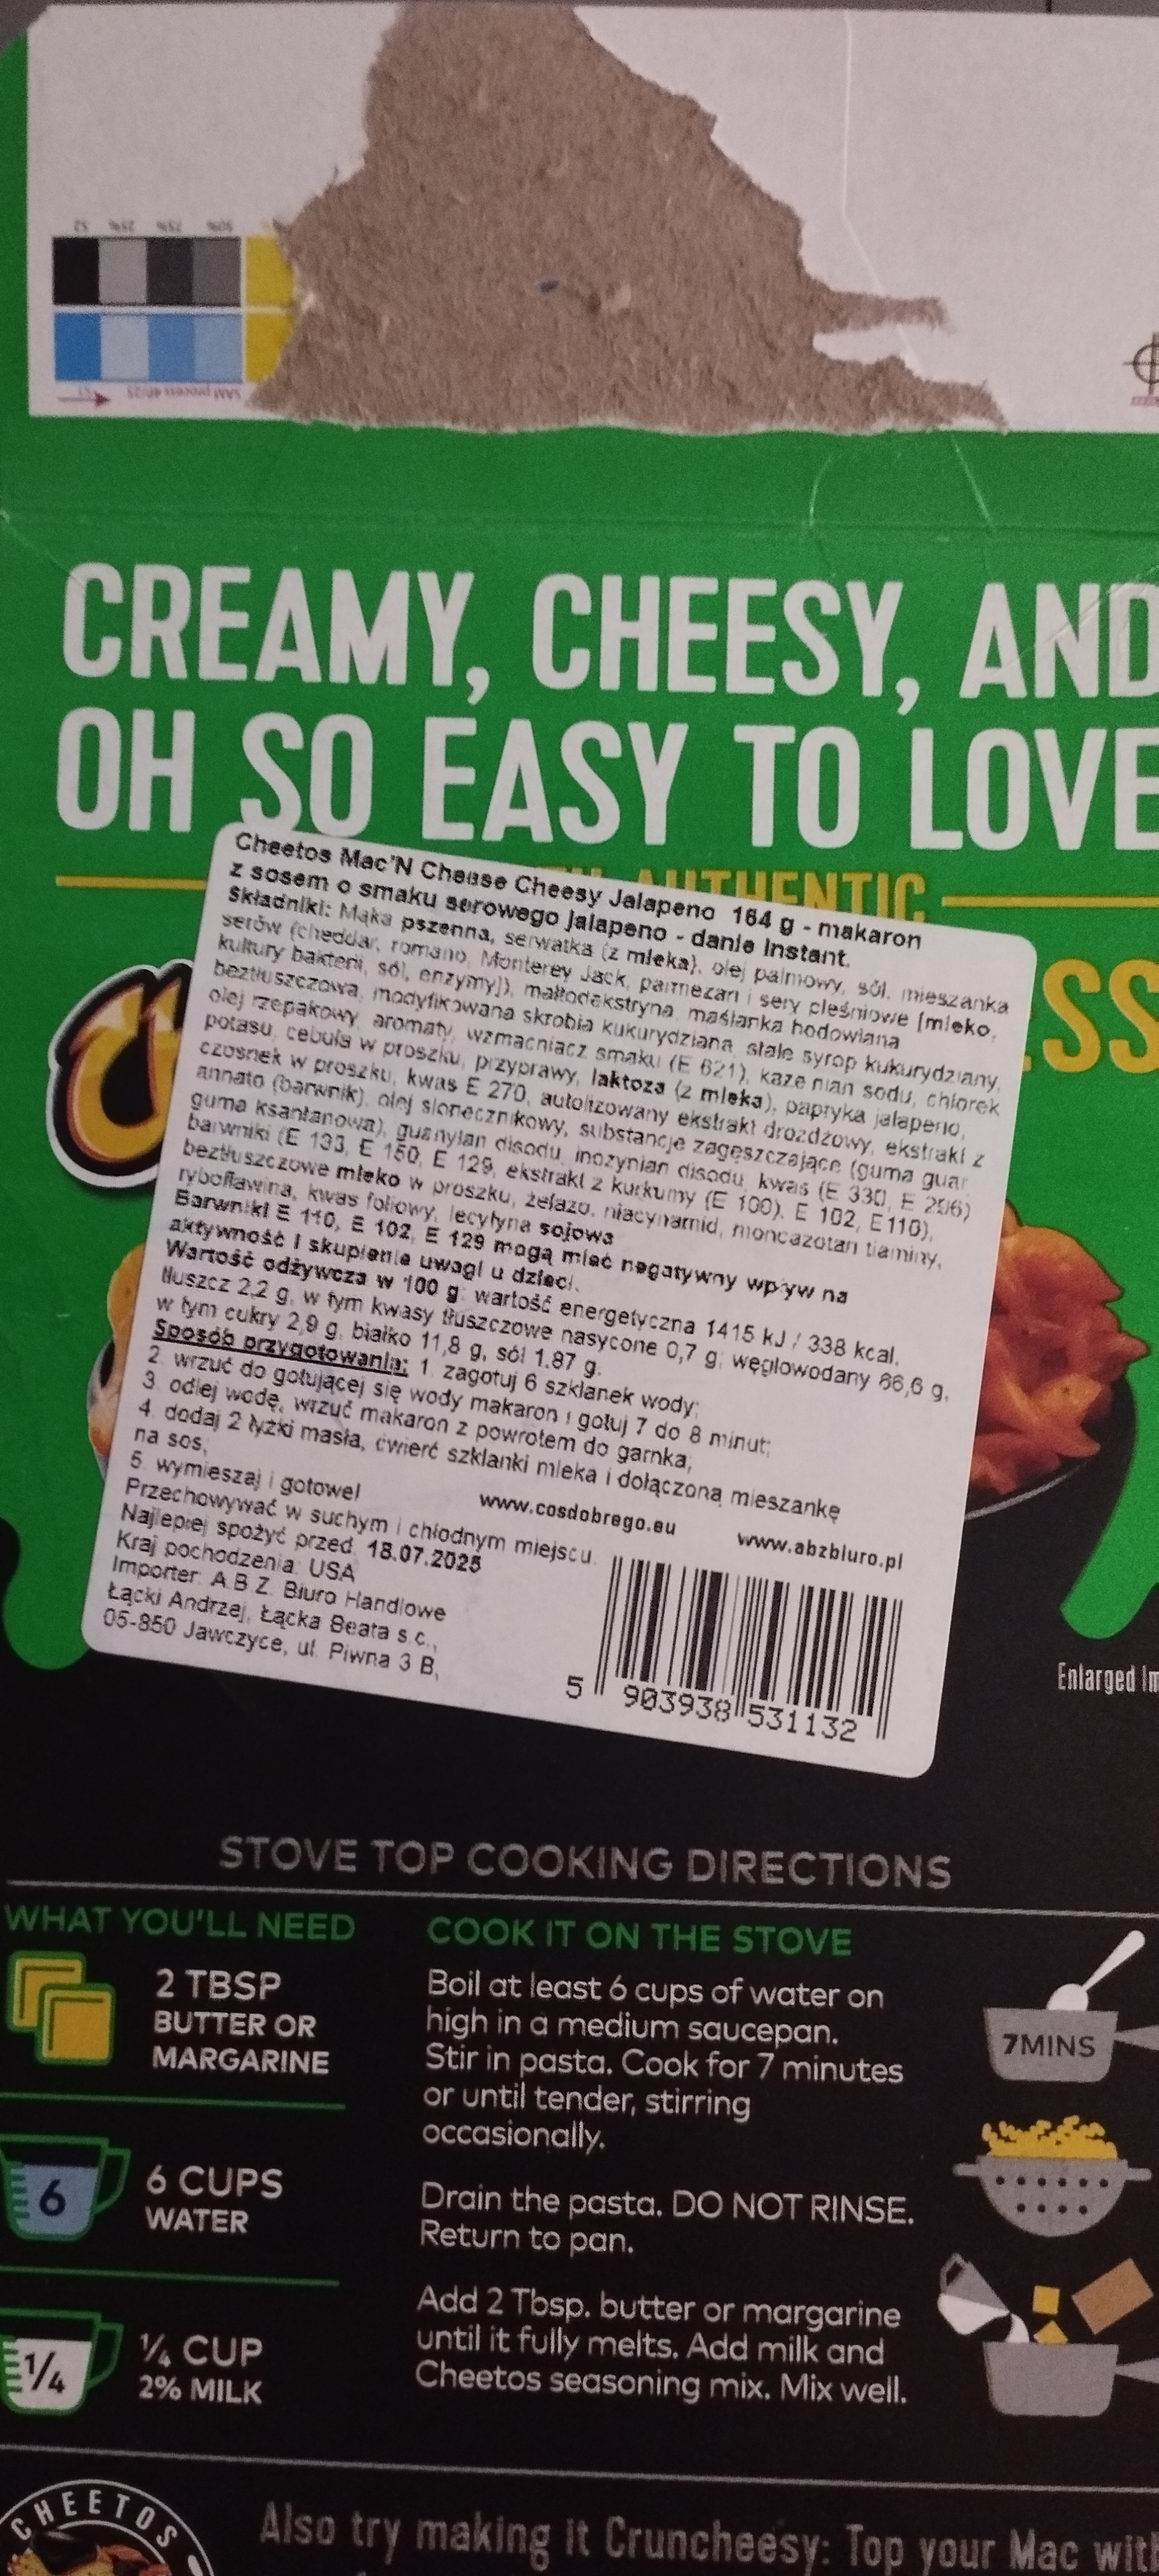 CREAMY, CHEESY, AND
OH SO EASY TO LOVE
AUTHENTIC
ESS
Cheetos Mac'N Cheese Cheesy Jalapeno 164 g - makaron
z sosem o smaku serowego jalapeno - danie instant.
Składniki: Mąka pszenna, serwatka (z mleka), olej palmowy, sól, mieszanka
serów (cheddar, romano, Monterey Jack, parmezan i sery pleśniowe [mleko,
kultury bakterii, sól, enzymy]), maltodekstryna, maślanka hodowlana
beztłuszczowa, modyfikowana skrobia kukurydziana, stałe syrop kukurydziany,
olej rzepakowy, aromaty, wzmacniacz smaku (E 621), kazeinian sodu, chlorek
potasu, cebula w proszku, przyprawy, laktoza (z mleka), papryka jalapeno,
czosnek w proszku, kwas E 270, autolizowany ekstrakt drożdżowy, ekstrakt z
annato (barwnik), olej słonecznikowy, substancje zagęszczające (guma guar
guma ksantanowa), guanylan disodu, inozynian disodu, kwas (E 330, E 296)
barwniki (E 133, E 150, E 129, ekstrakt z kurkumy (E 100), E 102, E110),
beztłuszczowe mleko w proszku, żelazo, niacynamid, monoazotan tiaminy,
ryboflawina, kwas foliowy, lecytyna sojowa
Barwniki E 110, E 102, E 129 mogą mieć negatywny wpływ na
aktywność i skupienie uwagi u dzieci.
Wartość odżywcza w 100 g: wartość energetyczna 1415 kJ / 338 kcal,
tłuszcz 2,2 g, w tym kwasy tłuszczowe nasycone 0,7 g, węglowodany 66,6 g,
w tym cukry 2,9 g, białko 11,8 g, sól 1,87 g.
Sposób przygotowania: 1. zagotuj 6 szklanek wody;
2. wrzuć do gotującej się wody makaron i gotuj 7 do 8 minut;
3. odlej wodę, wrzuć makaron z powrotem do garnka,
4. dodaj 2 łyżki masła, ćwierć szklanki mleka i dołączoną mieszankę
na sos,
5. wymieszaj i gotowe!
www.cosdobrego.eu
www.abzbiuro.pl
Przechowywać w suchym i chłodnym miejscu.
Najlepiej spożyć przed: 18.07.2025
Kraj pochodzenia: USA
Importer: A.B.Z. Biuro Handlowe
Łącki Andrzej, Łącka Beata s.c.,
05-850 Jawczyce, ul. Piwna 3 B,
5 903938 531132
Enlarged Im
STOVE TOP COOKING DIRECTIONS
WHAT YOU'LL NEED
2 TBSP
BUTTER OR
MARGARINE
6
6 CUPS
WATER
1/4
1/4 CUP
2% MILK
COOK IT ON THE STOVE
Boil at least 6 cups of water on
high in a medium saucepan.
Stir in pasta. Cook for 7 minutes
or until tender, stirring
occasionally.
Drain the pasta. DO NOT RINSE.
Return to pan.
Add 2 Tbsp. butter or margarine
until it fully melts. Add milk and
Cheetos seasoning mix. Mix well.
7MINS
CHEETOS
Also try making it Cruncheesy: Top your Mac with